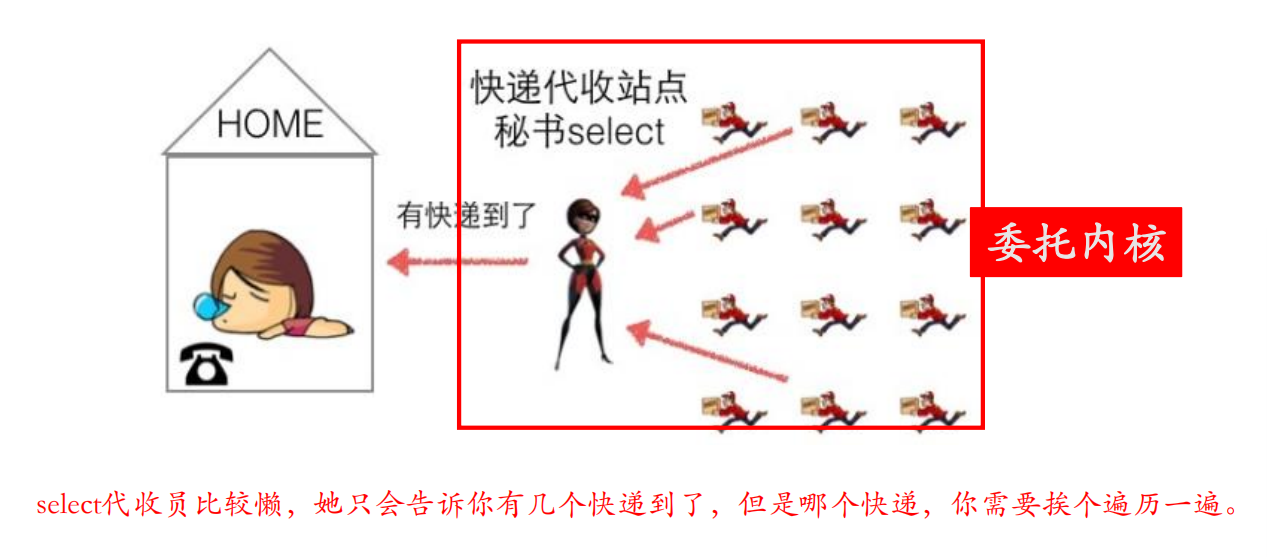 HOME
快递代收站点
秘书select
有快递到了
委托内核
select代收员比较懒，她只会告诉你有几个快递到了，但是哪个快递，你需要挨个遍历一遍。